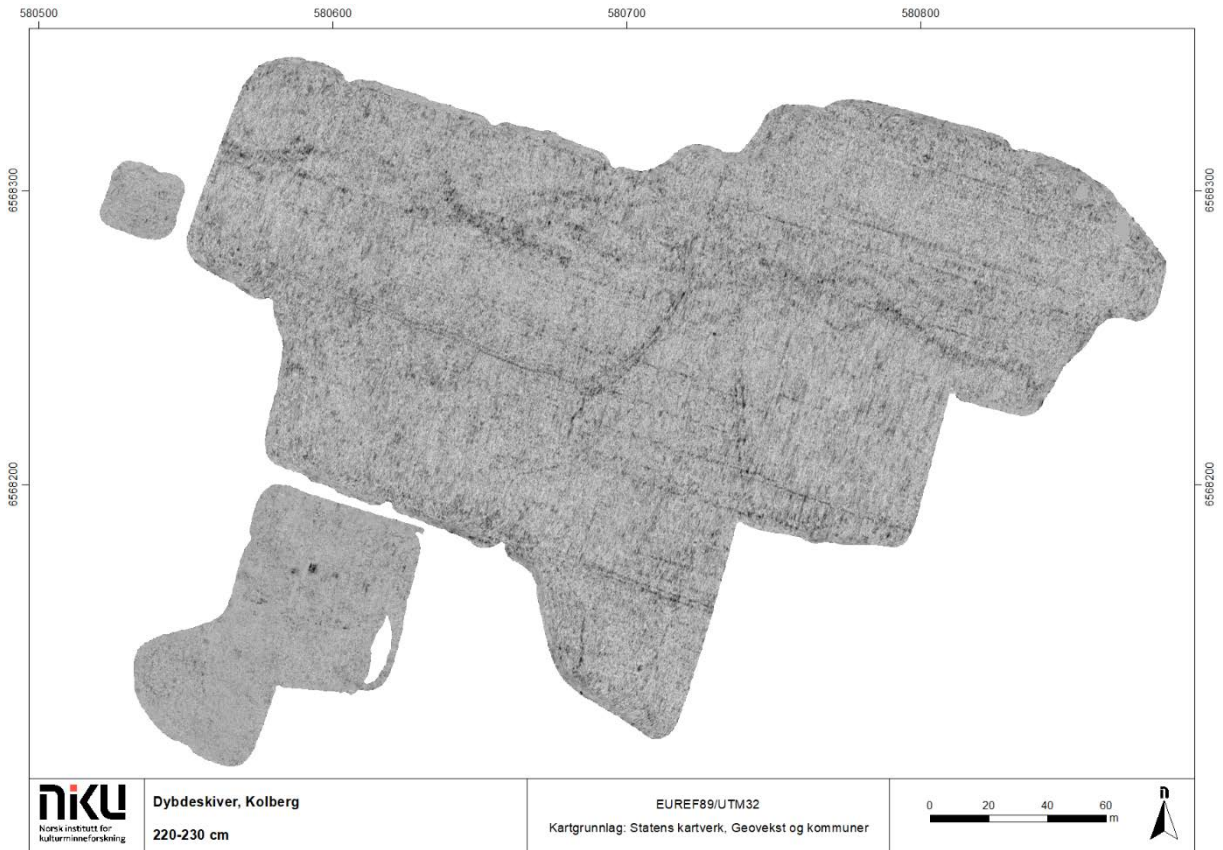 580500
580600
580700
580800
6568300
6568300
6568200
6568200
niku
Norsk institutt for
kulturminneforskning
Dybdeskiver, Kolberg
220-230 cm
EUREF89/UTM32
Kartgrunnlag: Statens kartverk, Geovekst og kommuner
0 20 40 60
m
n